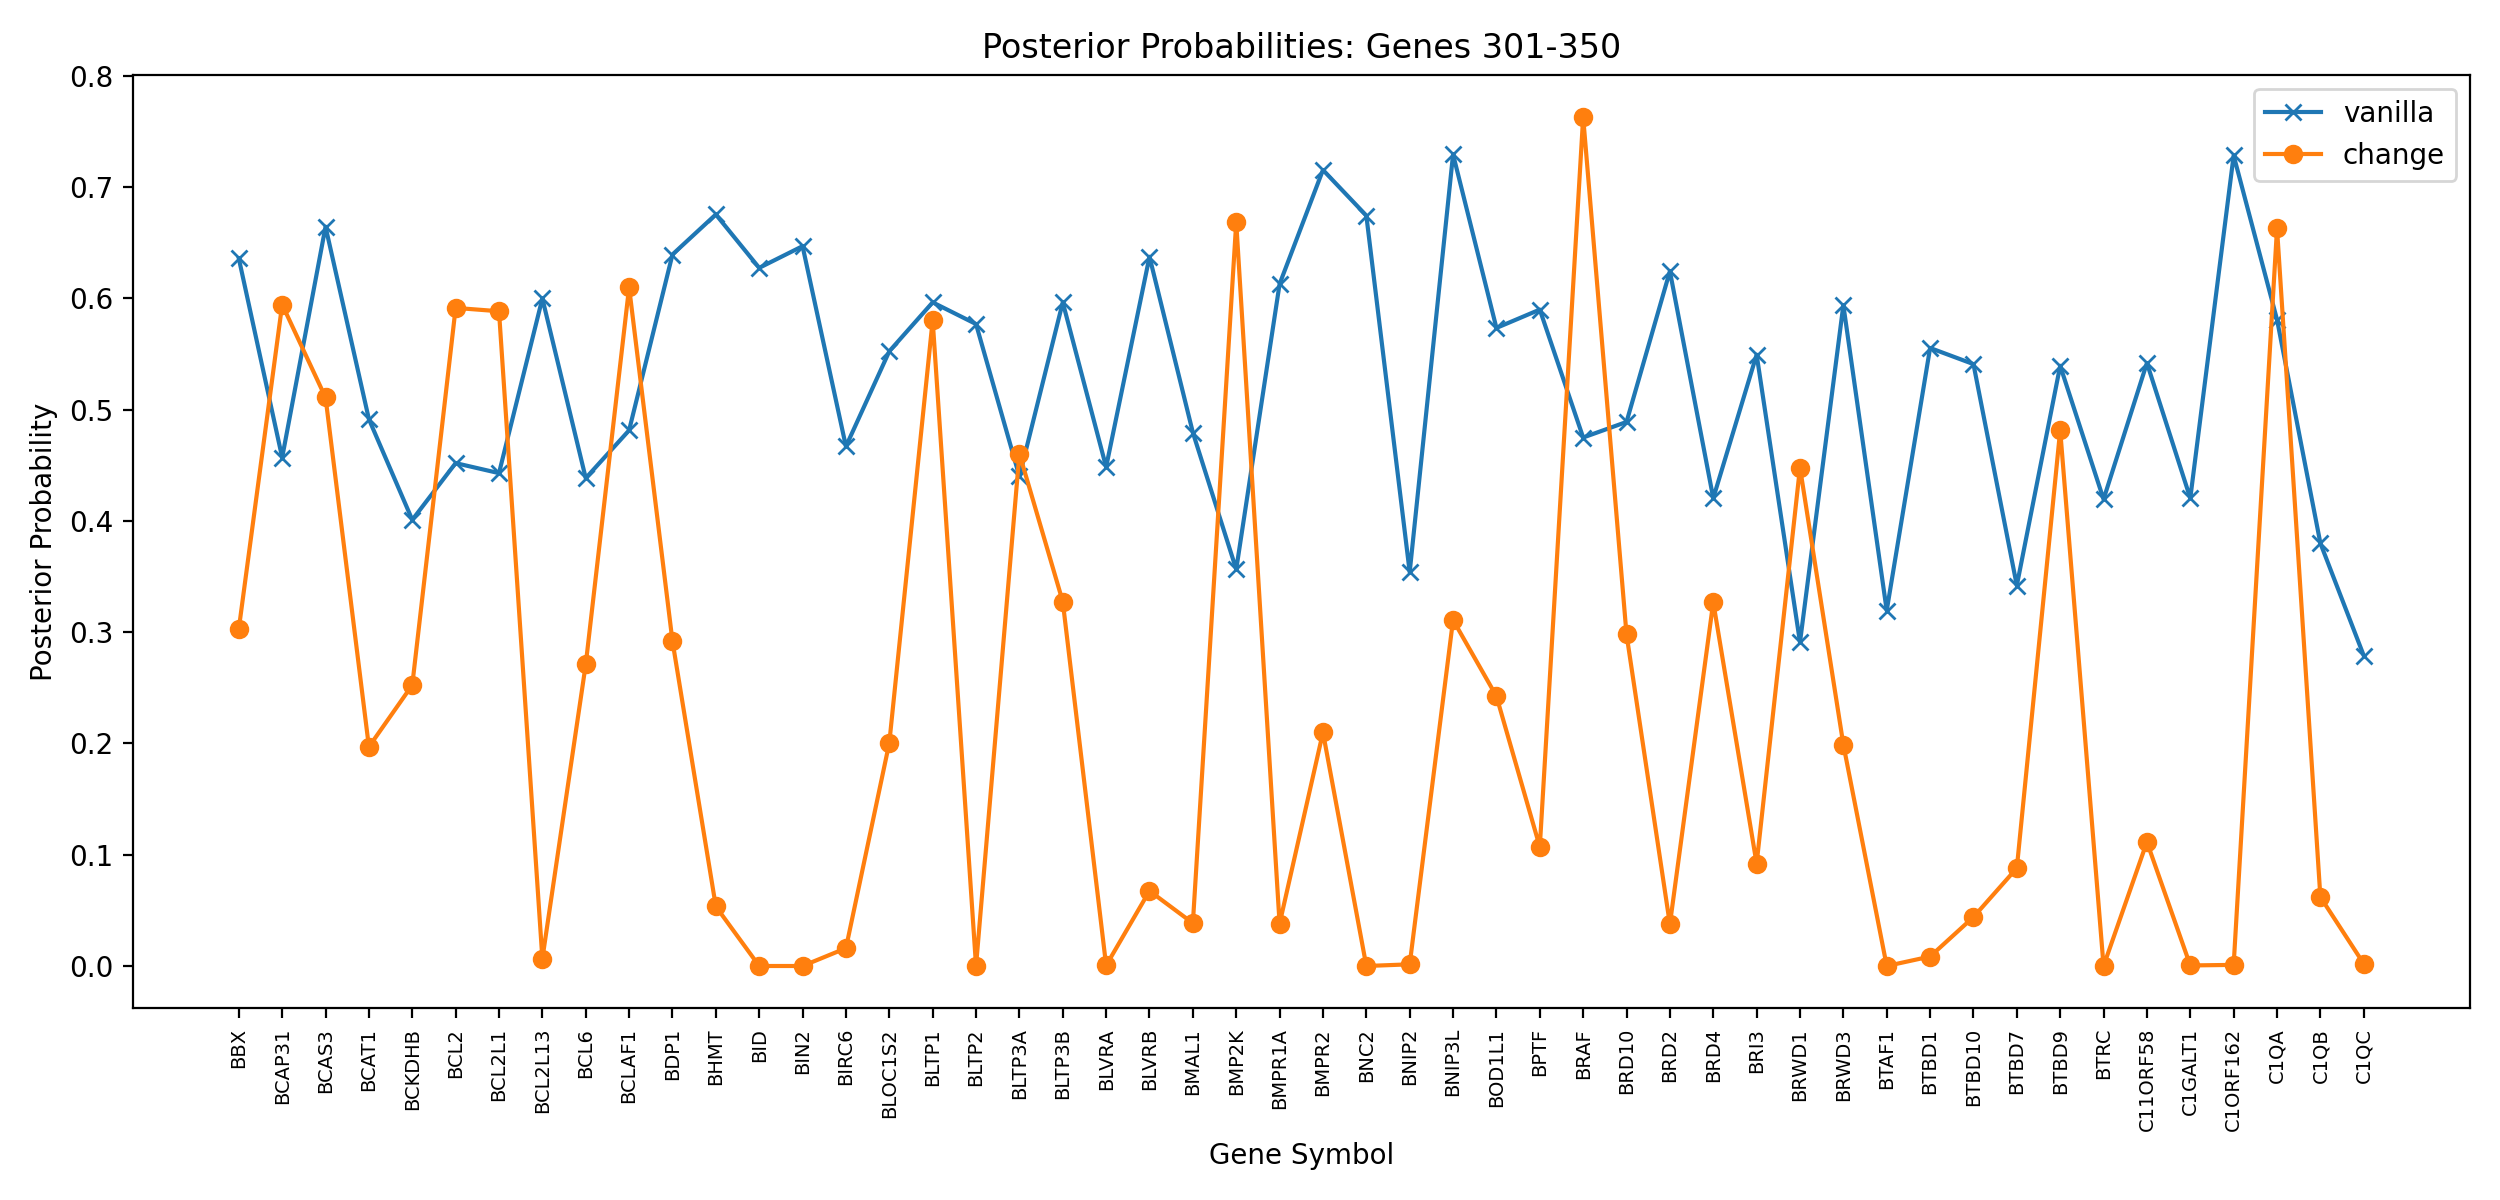 Posterior Probabilities: Genes 301-350
vanilla
change
Posterior Probability
0.8
0.7
0.6
0.5
0.4
0.3
0.2
0.1
0.0
BBX
BCAP31
BCAS3
BCAT1
BCKDHB
BCL2
BCL2L1
BCL2L13
BCL6
BCLAF1
BDP1
BHMT
BID
BIN2
BIRC6
BLOC1S2
BLTP1
BLTP2
BLTP3A
BLTP3B
BLVRA
BLVRB
BMAL1
BMP2K
BMPR1A
BMPR2
BNC2
BNIP2
BNIP3L
BOD1L1
BPTF
BRAF
BRD10
BRD2
BRD4
BRI3
BRWD1
BRWD3
BTAF1
BTBD1
BTBD10
BTBD7
BTBD9
BTRC
C11ORF58
C1GALT1
C1ORF162
C1QA
C1QB
C1QC
Gene Symbol